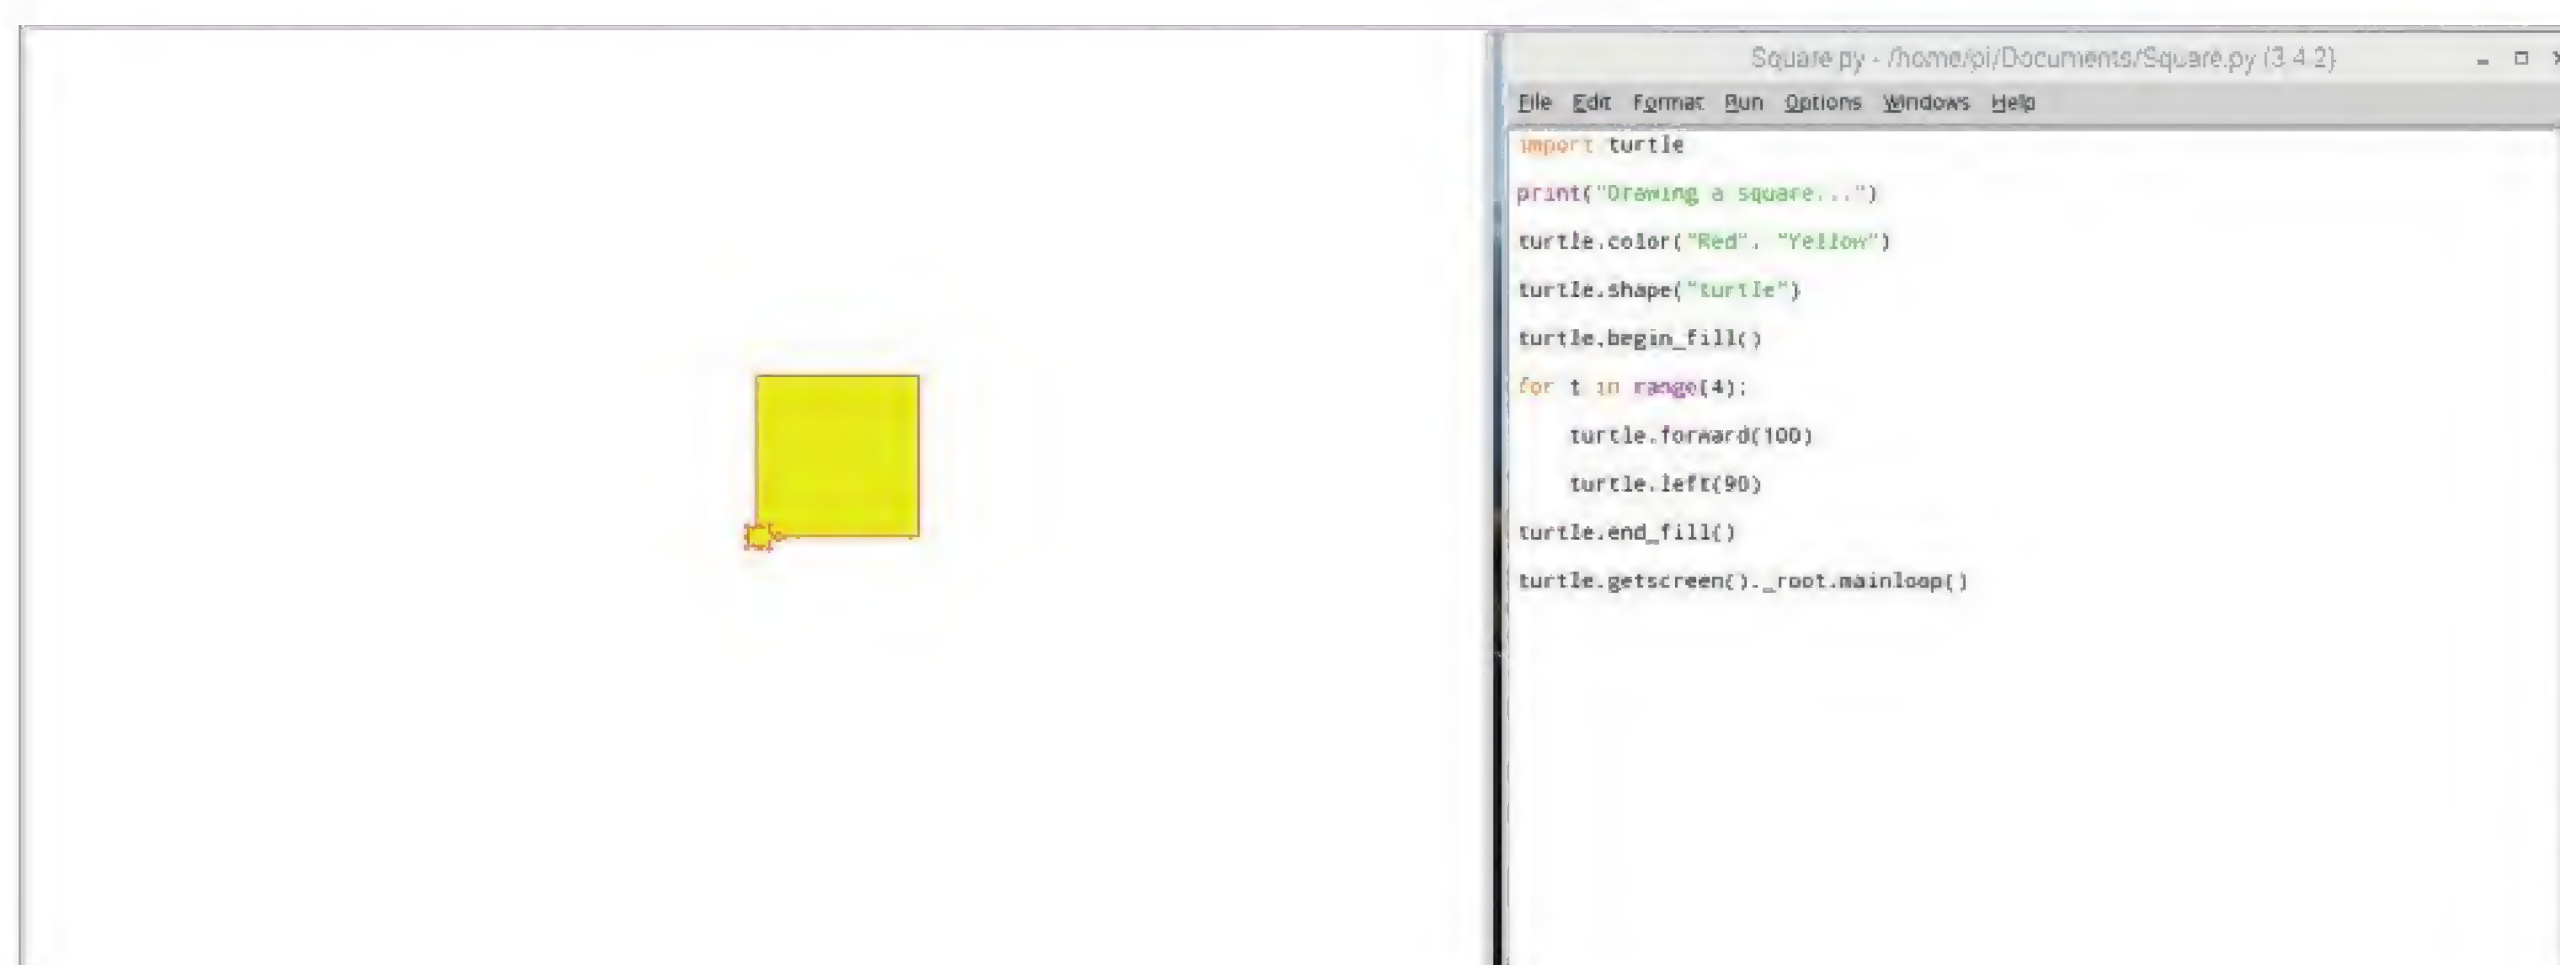 Square.py - /home/pi/Documents/Square.py (3.4.2)
File Edit Format Run Options Windows Help
import turtle
print("Drawing a square...")
turtle.color("Red", "Yellow")
turtle.shape("turtle")
turtle.begin_fill()
for t in range(4):
    turtle.forward(100)
    turtle.left(90)
turtle.end_fill()
turtle.getscreen()._root.mainloop()